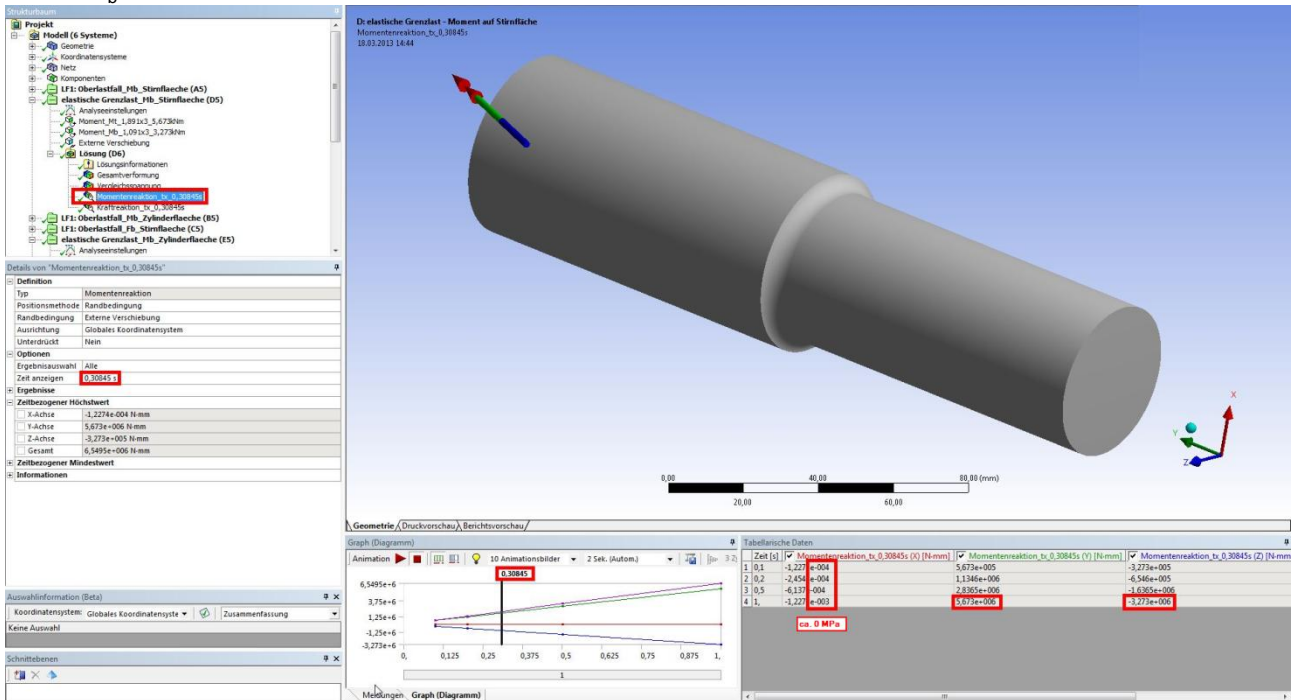 Strukturbaum
Projekt
Modell (6 Systeme)
Geometrie
Koordinatensysteme
Netz
Komponenten
LF1: Oberlastfall_Mb_Stirnflaeche (A5)
elastische Grenzlast_Mb_Stirnflaeche (D5)
Analyseeinstellungen
Moment_Mt_1,891x3_5,673kNm
Moment_Mb_1,091x3_3,273kNm
Externe Verschiebung
Lösung (D6)
Lösungsinformationen
Gesamtverformung
Vergleichsspannung
Momentenreaktion_tx_0,30845s
Kraftreaktion_tx_0,30845s
LF1: Oberlastfall_Mb_Zylinderflaeche (B5)
LF1: Oberlastfall_Fb_Stirnflaeche (C5)
elastische Grenzlast_Mb_Zylinderflaeche (E5)
Analyseeinstellungen
Details von "Momentenreaktion_tx_0,30845s"
Definition
Typ Momentenreaktion
Positionsmethode Randbedingung
Randbedingung Externe Verschiebung
Ausrichtung Globales Koordinatensystem
Unterdrückt Nein
Optionen
Ergebnisauswahl Alle
Zeit anzeigen 0,30845 s
Ergebnisse
Zeitbezogener Höchstwert
X-Achse -1,2274e-004 N·mm
Y-Achse 5,673e+006 N·mm
Z-Achse -3,273e+005 N·mm
Gesamt 6,5495e+006 N·mm
Zeitbezogener Mindestwert
Informationen
Auswahlinformation (Beta)
Koordinatensystem: Globales Koordinatensyste Zusammenfassung
Keine Auswahl
Schnittebenen
D: elastische Grenzlast - Moment auf Stirnfläche
Momentenreaktion_tx_0,30845s
18.03.2013 14:44
X
Y
Z
0,00 40,00 80,00 (mm)
20,00 60,00
Geometrie Druckvorschau Berichtsvorschau
Graph (Diagramm)
Animation 10 Animationsbilder 2 Sek. (Autom.)
0,30845
6,5495e+6
3,75e+6
1,25e+6
-1,25e+6
-3,273e+6
0, 0,125 0,25 0,375 0,5 0,625 0,75 0,875 1,
1
Meldungen Graph (Diagramm)
Tabellarische Daten
Zeit [s] Momentenreaktion_tx_0,30845s (X) [N·mm] Momentenreaktion_tx_0,30845s (Y) [N·mm] Momentenreaktion_tx_0,30845s (Z) [N·mm
1 0,1 -1,227 e-004 5,673e+005 -3,273e+005
2 0,2 -2,454 e-004 1,1346e+006 -6,546e+005
3 0,5 -6,137 -004 2,8365e+006 -1,6365e+006
4 1, -1,227 e-003 5,673e+006 -3,273e+006
ca. 0 MPa